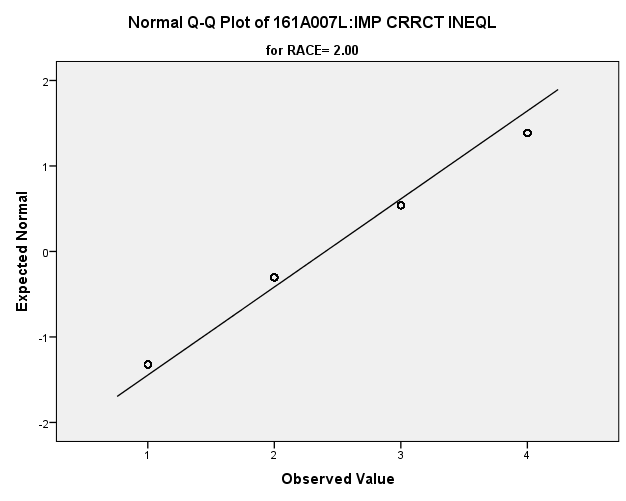 Normal Q-Q Plot of 161A007L:IMP CRRCT INEQL
for RACE= 2.00
Expected Normal
2
1
0
-1
-2
1 2 3 4
Observed Value